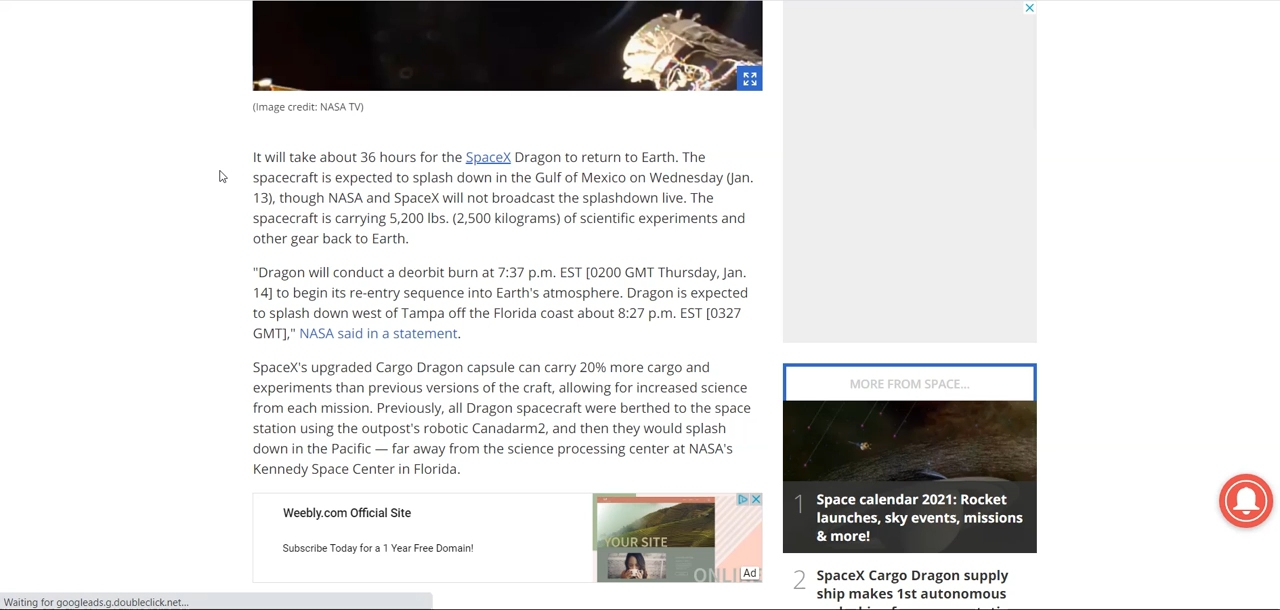 (Image credit: NASA TV)
It will take about 36 hours for the SpaceX Dragon to return to Earth. The
spacecraft is expected to splash down in the Gulf of Mexico on Wednesday (Jan.
13), though NASA and SpaceX will not broadcast the splashdown live. The
spacecraft is carrying 5,200 lbs. (2,500 kilograms) of scientific experiments and
other gear back to Earth.
"Dragon will conduct a deorbit burn at 7:37 p.m. EST [0200 GMT Thursday, Jan.
14] to begin its re-entry sequence into Earth's atmosphere. Dragon is expected
to splash down west of Tampa off the Florida coast about 8:27 p.m. EST [0327
GMT]," NASA said in a statement.
SpaceX's upgraded Cargo Dragon capsule can carry 20% more cargo and
experiments than previous versions of the craft, allowing for increased science
from each mission. Previously, all Dragon spacecraft were berthed to the space
station using the outpost's robotic Canadarm2, and then they would splash
down in the Pacific — far away from the science processing center at NASA's
Kennedy Space Center in Florida.
Weebly.com Official Site
Subscribe Today for a 1 Year Free Domain!
YOUR SITE
ONLI
Ad
MORE FROM SPACE...
1 Space calendar 2021: Rocket
launches, sky events, missions
& more!
2 SpaceX Cargo Dragon supply
ship makes 1st autonomous
Waiting for googleads.g.doubleclick.net...